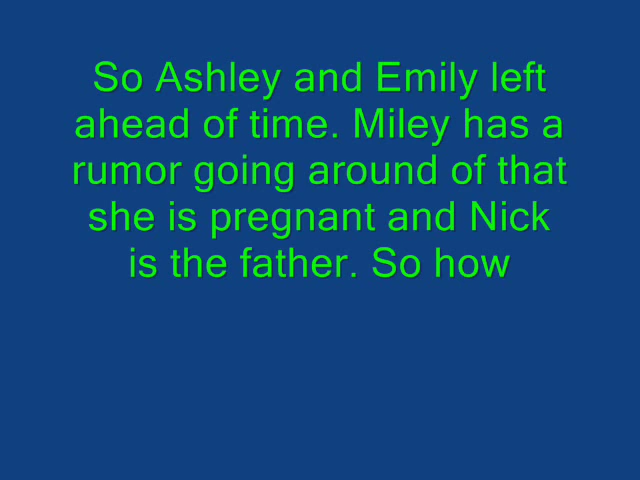 So Ashley and Emily left
ahead of time. Miley has a
rumor going around of that
she is pregnant and Nick
is the father. So how